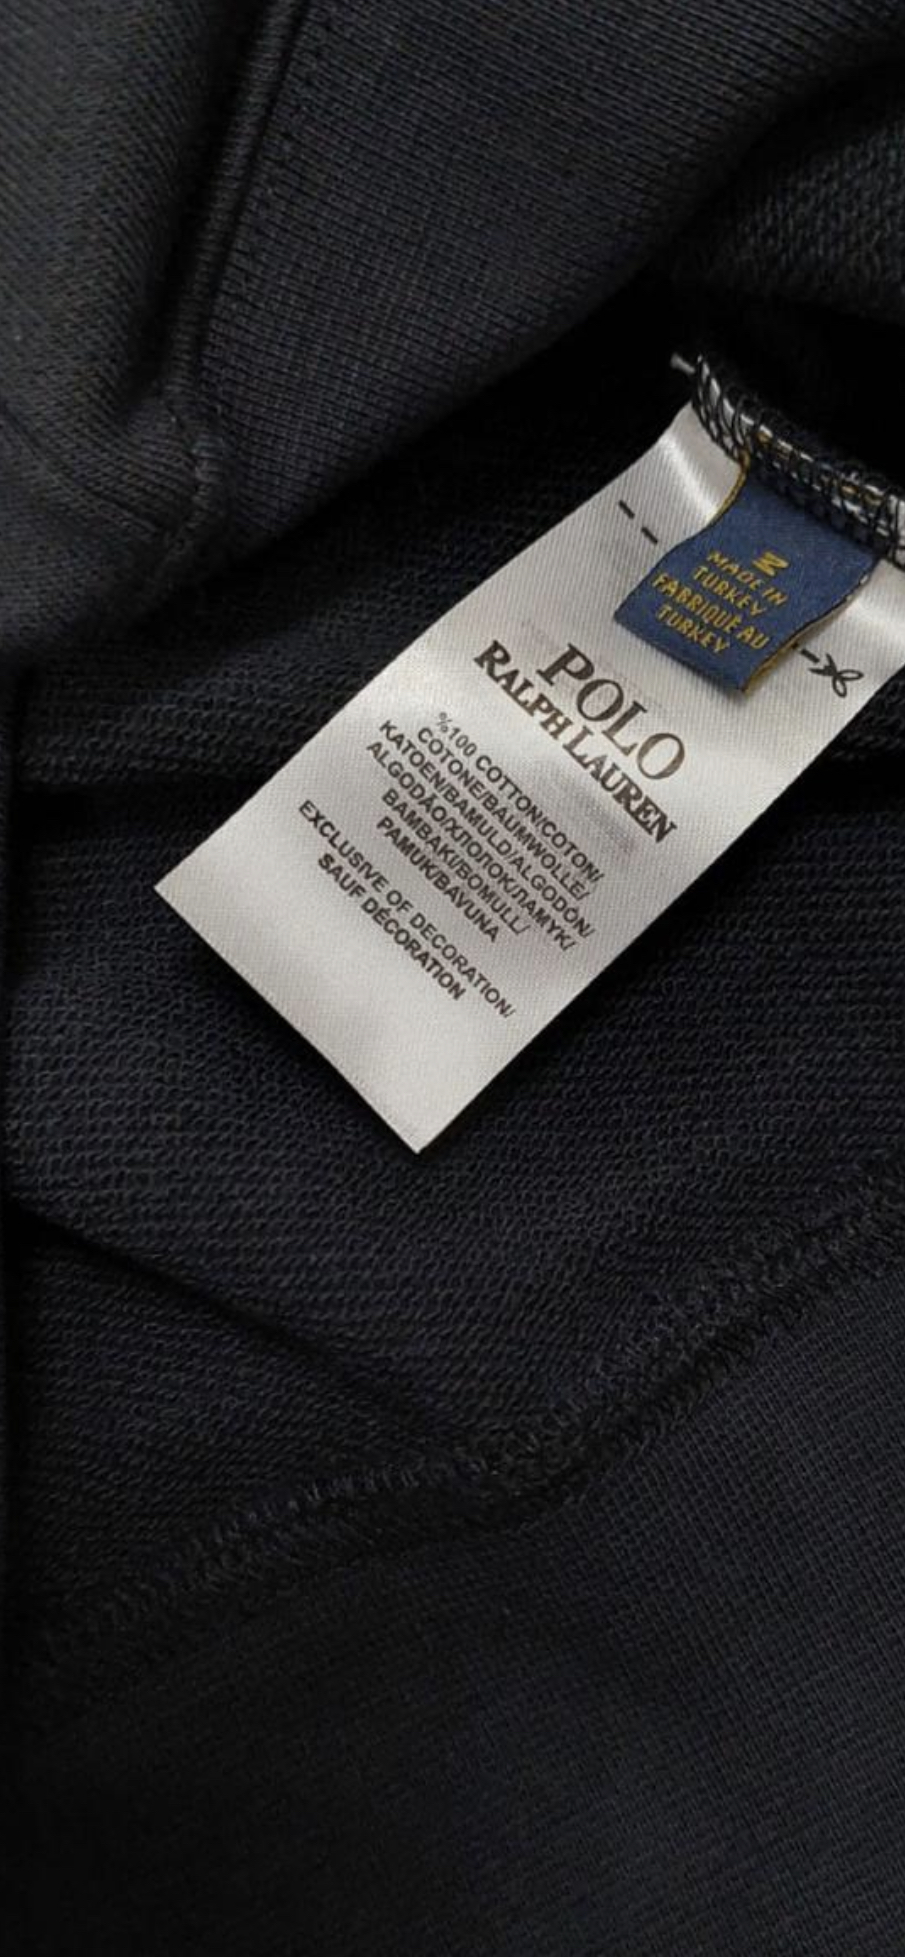 M
MADE IN
TURKEY
FABRIQUÉ AU
TURKEY
POLO
RALPH LAUREN
%100 COTTON/COTON/
COTONE/BAUMWOLLE/
KATOEN/BAMULD/ALGODÓN/
ALGODÃO/ХЛОПОК/ПАМУК/
BAMBAKI/BOMULL/
PAMUK/BAVUNA
EXCLUSIVE OF DECORATION/
SAUF DÉCORATION